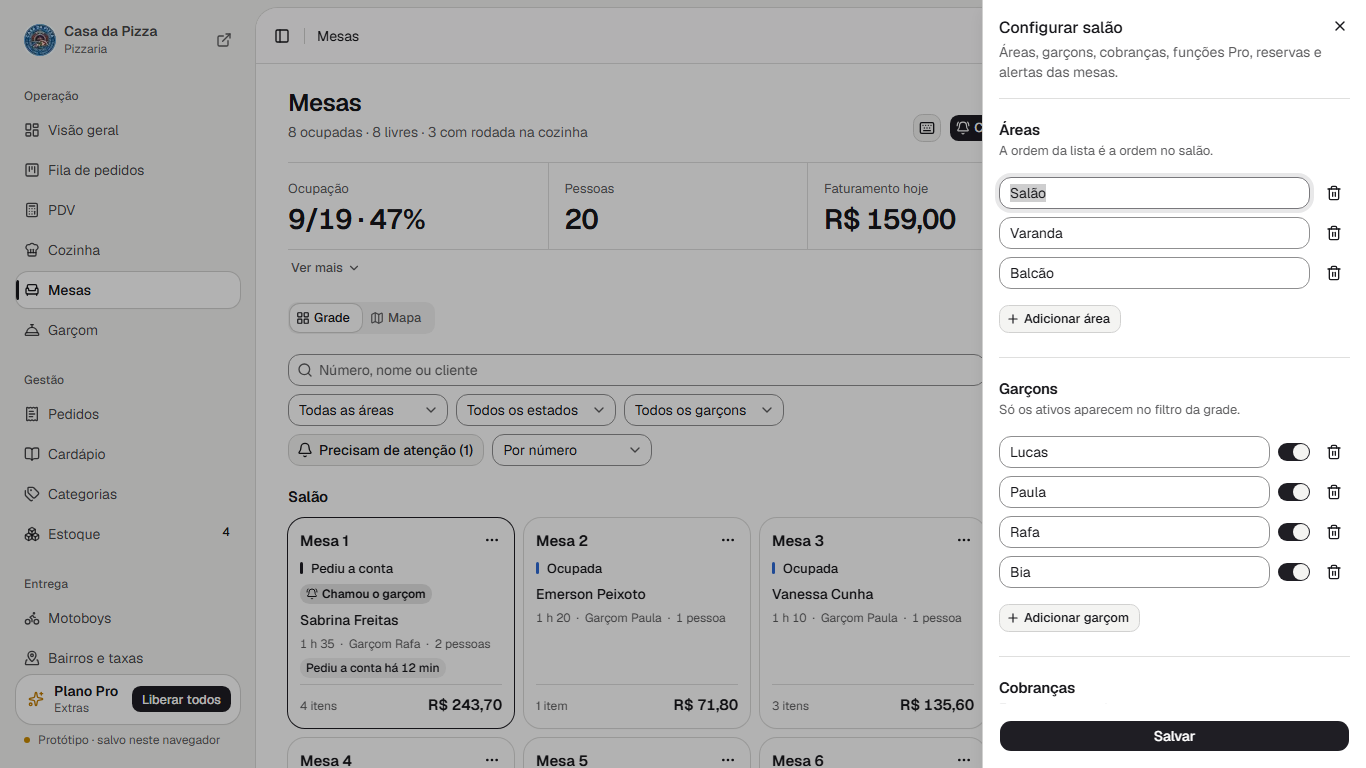 Casa da Pizza
Pizzaria
Operação
Visão geral
Fila de pedidos
PDV
Cozinha
Mesas
Garçom
Gestão
Pedidos
Cardápio
Categorias
Estoque 4
Entrega
Motoboys
Bairros e taxas
Plano Pro
Extras
Liberar todos
Protótipo · salvo neste navegador
Mesas
Mesas
8 ocupadas · 8 livres · 3 com rodada na cozinha
Ocupação
9/19 · 47%
Pessoas
20
Faturamento hoje
R$ 159,00
Ver mais
Grade
Mapa
Número, nome ou cliente
Todas as áreas
Todos os estados
Todos os garçons
Precisam de atenção (1)
Por número
Salão
Mesa 1
Pediu a conta
Chamou o garçom
Sabrina Freitas
1 h 35 · Garçom Rafa · 2 pessoas
Pediu a conta há 12 min
4 itens R$ 243,70
Mesa 2
Ocupada
Emerson Peixoto
1 h 20 · Garçom Paula · 1 pessoa
1 item R$ 71,80
Mesa 3
Ocupada
Vanessa Cunha
1 h 10 · Garçom Paula · 1 pessoa
3 itens R$ 135,60
Mesa 4
Mesa 5
Mesa 6
Configurar salão
Áreas, garçons, cobranças, funções Pro, reservas e
alertas das mesas.
Áreas
A ordem da lista é a ordem no salão.
Salão
Varanda
Balcão
+ Adicionar área
Garçons
Só os ativos aparecem no filtro da grade.
Lucas
Paula
Rafa
Bia
+ Adicionar garçom
Cobranças
Salvar